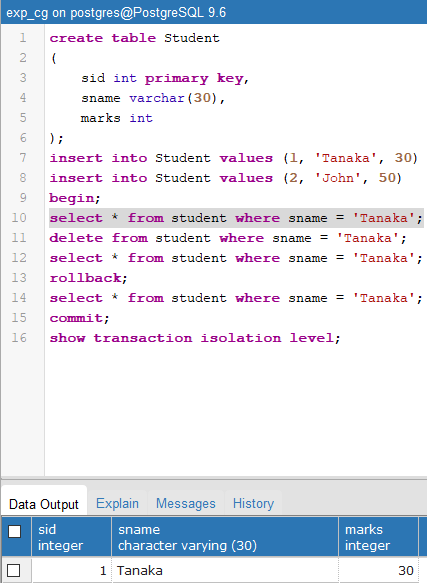 exp_cg on postgres@PostgreSQL 9.6
1 create table Student
2 (
3 sid int primary key,
4 sname varchar(30),
5 marks int
6 );
7 insert into Student values (1, 'Tanaka', 30)
8 insert into Student values (2, 'John', 50)
9 begin;
10 select * from student where sname = 'Tanaka';
11 delete from student where sname = 'Tanaka';
12 select * from student where sname = 'Tanaka';
13 rollback;
14 select * from student where sname = 'Tanaka';
15 commit;
16 show transaction isolation level;
Data Output Explain Messages History
sid sname marks
integer character varying (30) integer
1 Tanaka 30